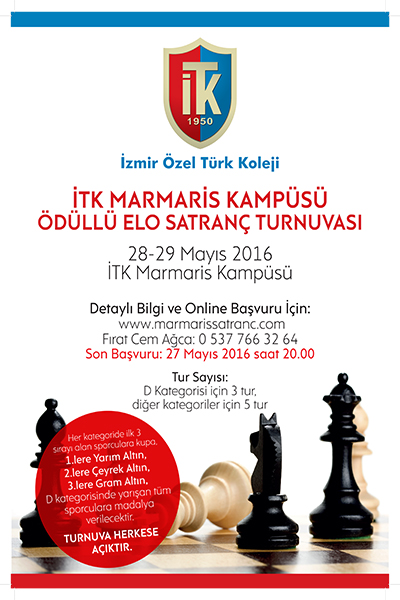 İTK
1950
İzmir Özel Türk Koleji
İTK MARMARİS KAMPÜSÜ
ÖDÜLLÜ ELO SATRANÇ TURNUVASI
28-29 Mayıs 2016
İTK Marmaris Kampüsü
Detaylı Bilgi ve Online Başvuru İçin:
www.marmarissatranc.com
Fırat Cem Ağca: 0 537 766 32 64
Son Başvuru: 27 Mayıs 2016 saat 20.00
Tur Sayısı:
D Kategorisi için 3 tur,
diğer kategoriler için 5 tur
Her kategoride ilk 3
sırayı alan sporculara kupa.
1.lere Yarım Altın,
2.lere Çeyrek Altın,
3.lere Gram Altın,
D kategorisinde yarışan tüm
sporculara madalya
verilecektir.
TURNUVA HERKESE
AÇIKTIR.